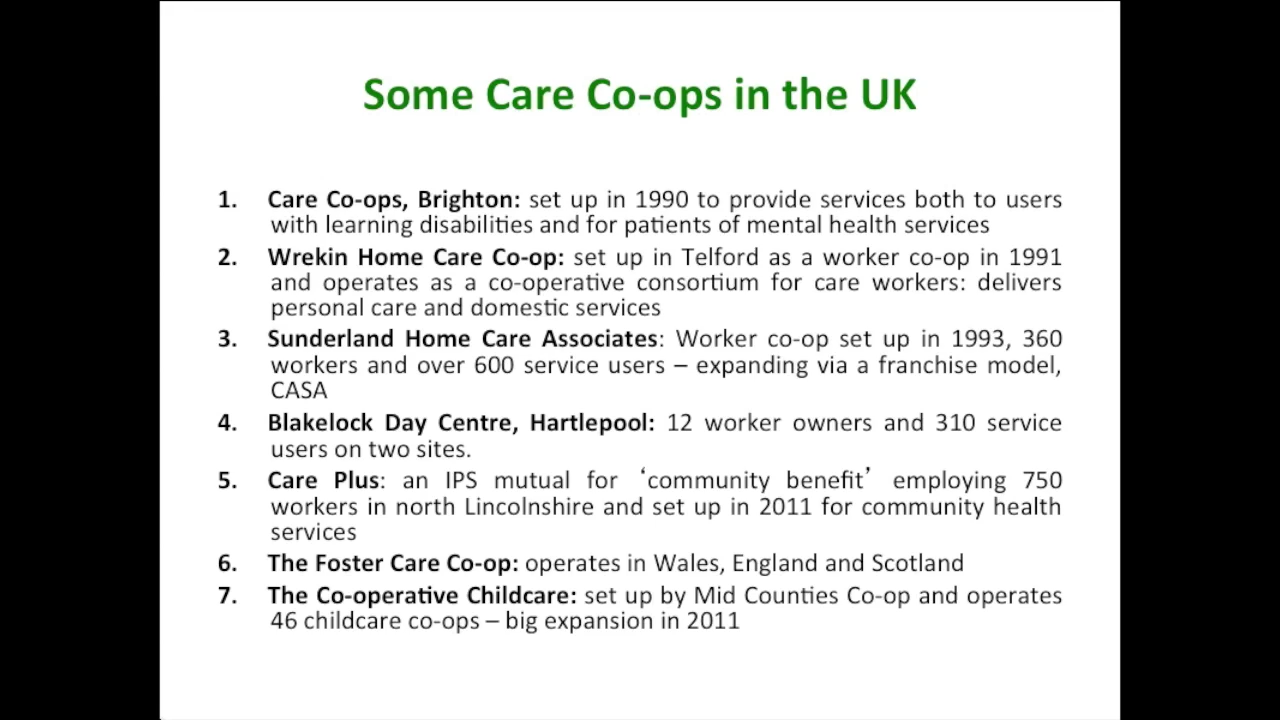 Some Care Co-ops in the UK
1. Care Co-ops, Brighton: set up in 1990 to provide services both to users
with learning disabilities and for patients of mental health services
2. Wrekin Home Care Co-op: set up in Telford as a worker co-op in 1991
and operates as a co-operative consortium for care workers: delivers
personal care and domestic services
3. Sunderland Home Care Associates: Worker co-op set up in 1993, 360
workers and over 600 service users – expanding via a franchise model,
CASA
4. Blakelock Day Centre, Hartlepool: 12 worker owners and 310 service
users on two sites.
5. Care Plus: an IPS mutual for ‘community benefit’ employing 750
workers in north Lincolnshire and set up in 2011 for community health
services
6. The Foster Care Co-op: operates in Wales, England and Scotland
7. The Co-operative Childcare: set up by Mid Counties Co-op and operates
46 childcare co-ops – big expansion in 2011